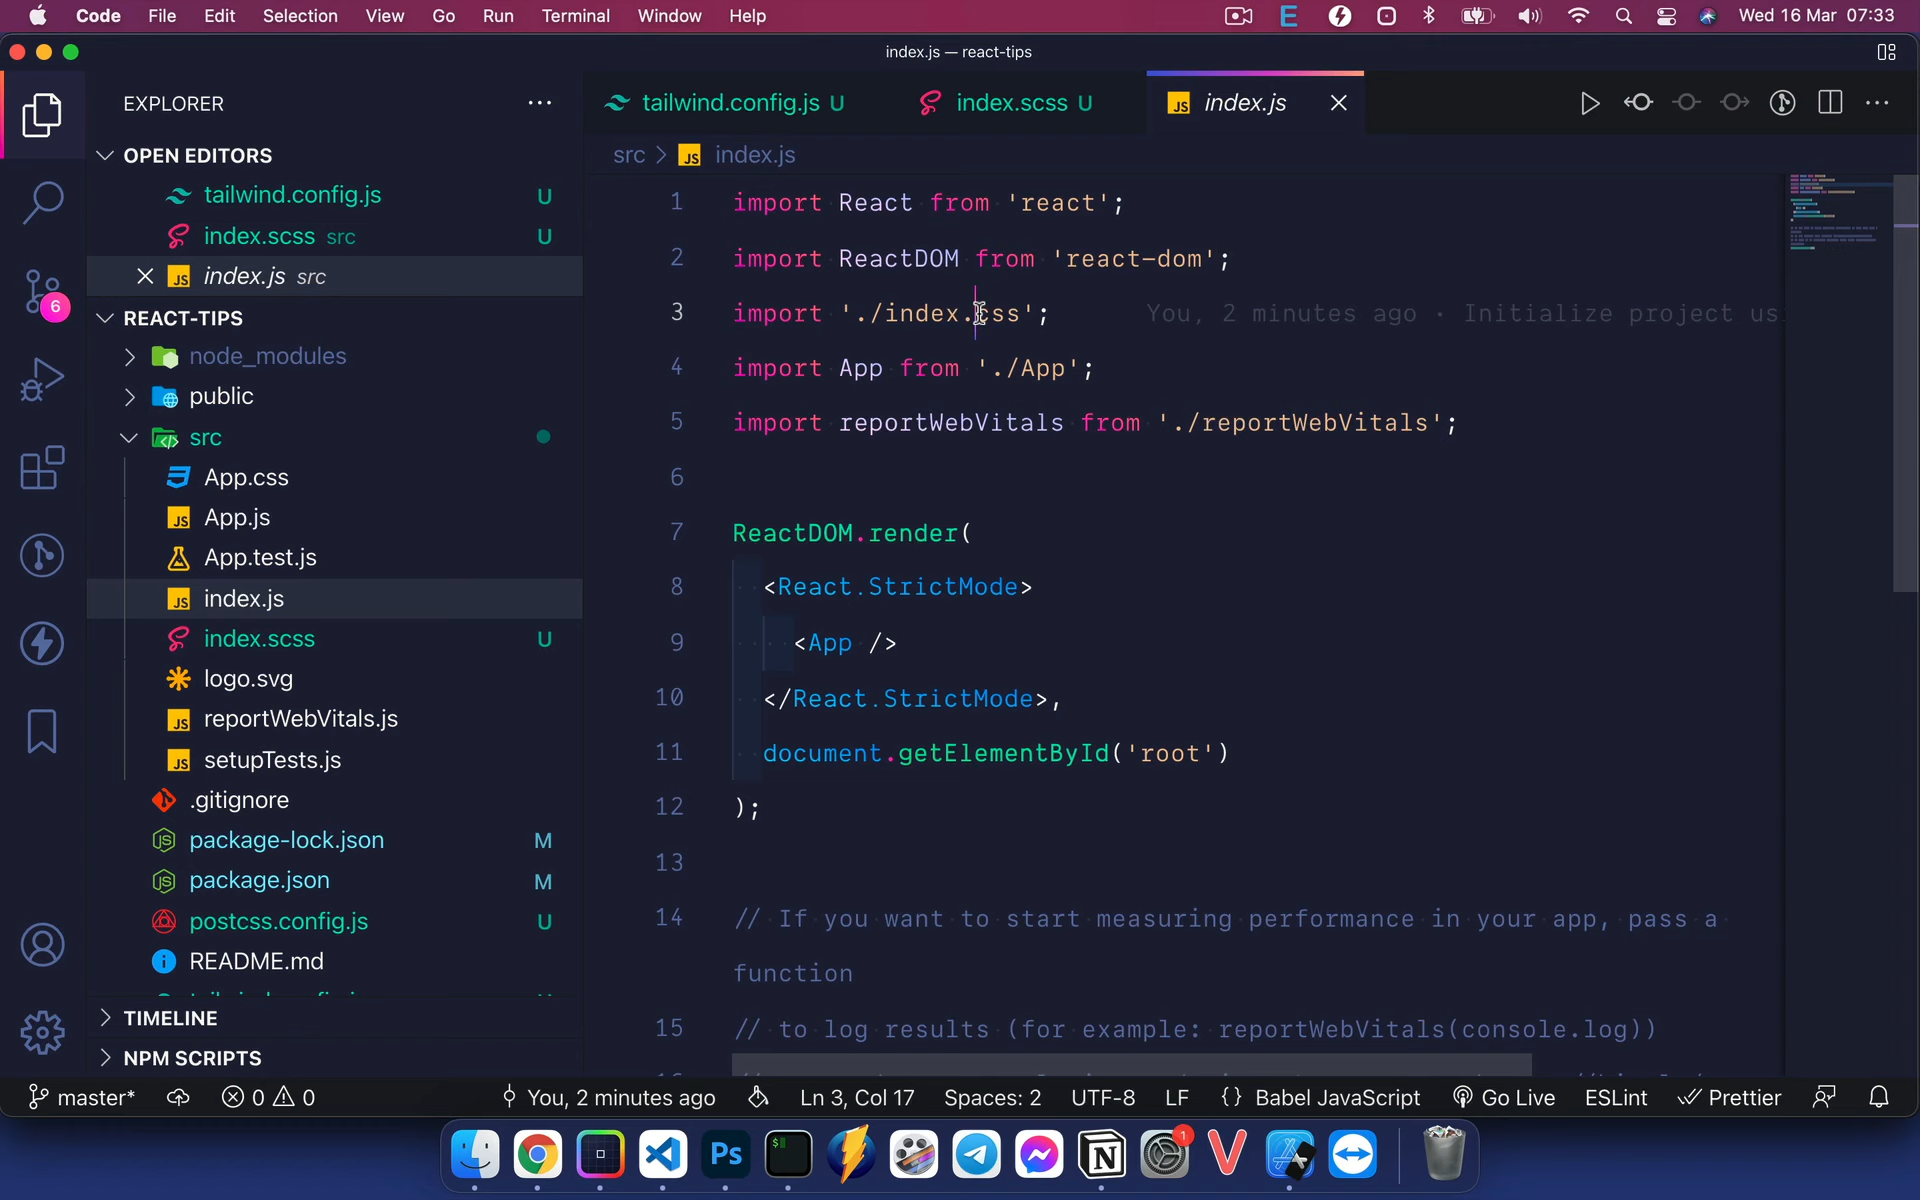 Code File Edit Selection View Go Run Terminal Window Help Wed 16 Mar 07:33
index.js — react-tips
EXPLORER
OPEN EDITORS
tailwind.config.js U
index.scss src U
index.js src
REACT-TIPS
node_modules
public
src
App.css
App.js
App.test.js
index.js
index.scss U
logo.svg
reportWebVitals.js
setupTests.js
.gitignore
package-lock.json M
package.json M
postcss.config.js U
README.md
TIMELINE
NPM SCRIPTS
6
tailwind.config.js U index.scss U index.js
src > index.js
1 import React from 'react';
2 import ReactDOM from 'react-dom';
3 import './index.css'; You, 2 minutes ago • Initialize project us
4 import App from './App';
5 import reportWebVitals from './reportWebVitals';
6
7 ReactDOM.render(
8 <React.StrictMode>
9 <App />
10 </React.StrictMode>,
11 document.getElementById('root')
12 );
13
14 // If you want to start measuring performance in your app, pass a
function
15 // to log results (for example: reportWebVitals(console.log))
master* 0 0 You, 2 minutes ago Ln 3, Col 17 Spaces: 2 UTF-8 LF {} Babel JavaScript Go Live ESLint Prettier
Ps
1